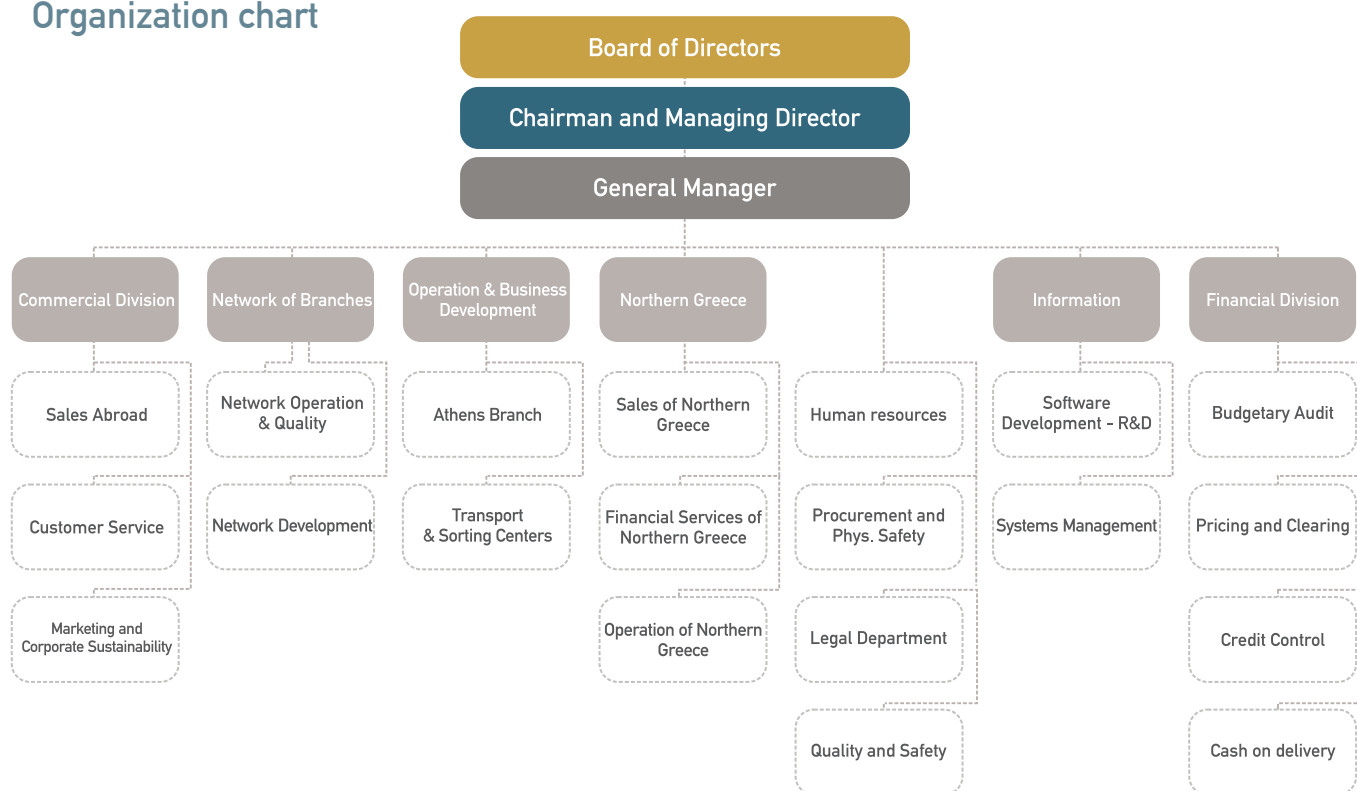 Organization chart
Board of Directors
Chairman and Managing Director
General Manager
Commercial Division
Network of Branches
Operation & Business
Development
Northern Greece
Information
Financial Division
Sales Abroad
Network Operation
& Quality
Athens Branch
Sales of Northern
Greece
Human resources
Software
Development - R&D
Budgetary Audit
Customer Service
Network Development
Transport
& Sorting Centers
Financial Services of
Northern Greece
Procurement and
Phys. Safety
Systems Management
Pricing and Clearing
Marketing and
Corporate Sustainability
Operation of Northern
Greece
Legal Department
Credit Control
Quality and Safety
Cash on delivery